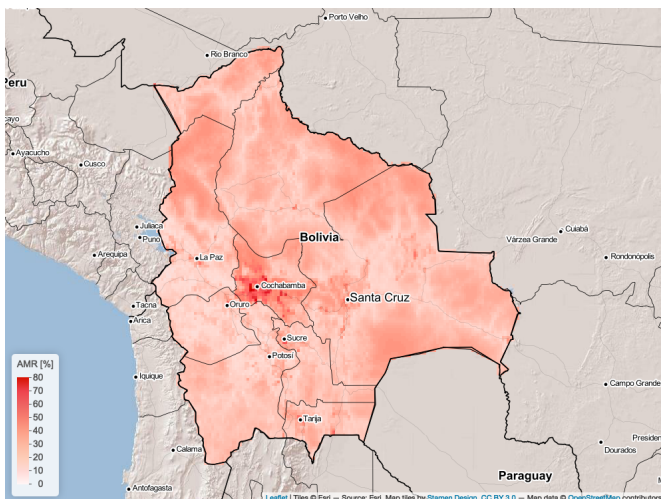 Porto Velho
Rio Branco
Peru
Ayacucho
Cusco
Juliaca
Puno
Bolivia
Cuiabá
Várzea Grande
La Paz
Arequipa
Rondonópolis
Cochabamba
Santa Cruz
Oruro
Tacna
Arica
Sucre
Potosí
AMR [%]
80
70
60
50
40
30
20
10
0
Iquique
Campo Grande
Tarija
Presiden
Dourados
Calama
Paraguay
Antofagasta
Leaflet | Tiles © Esri — Source: Esri, Map tiles by Stamen Design, CC BY 3.0 — Map data © OpenStreetMap contributor